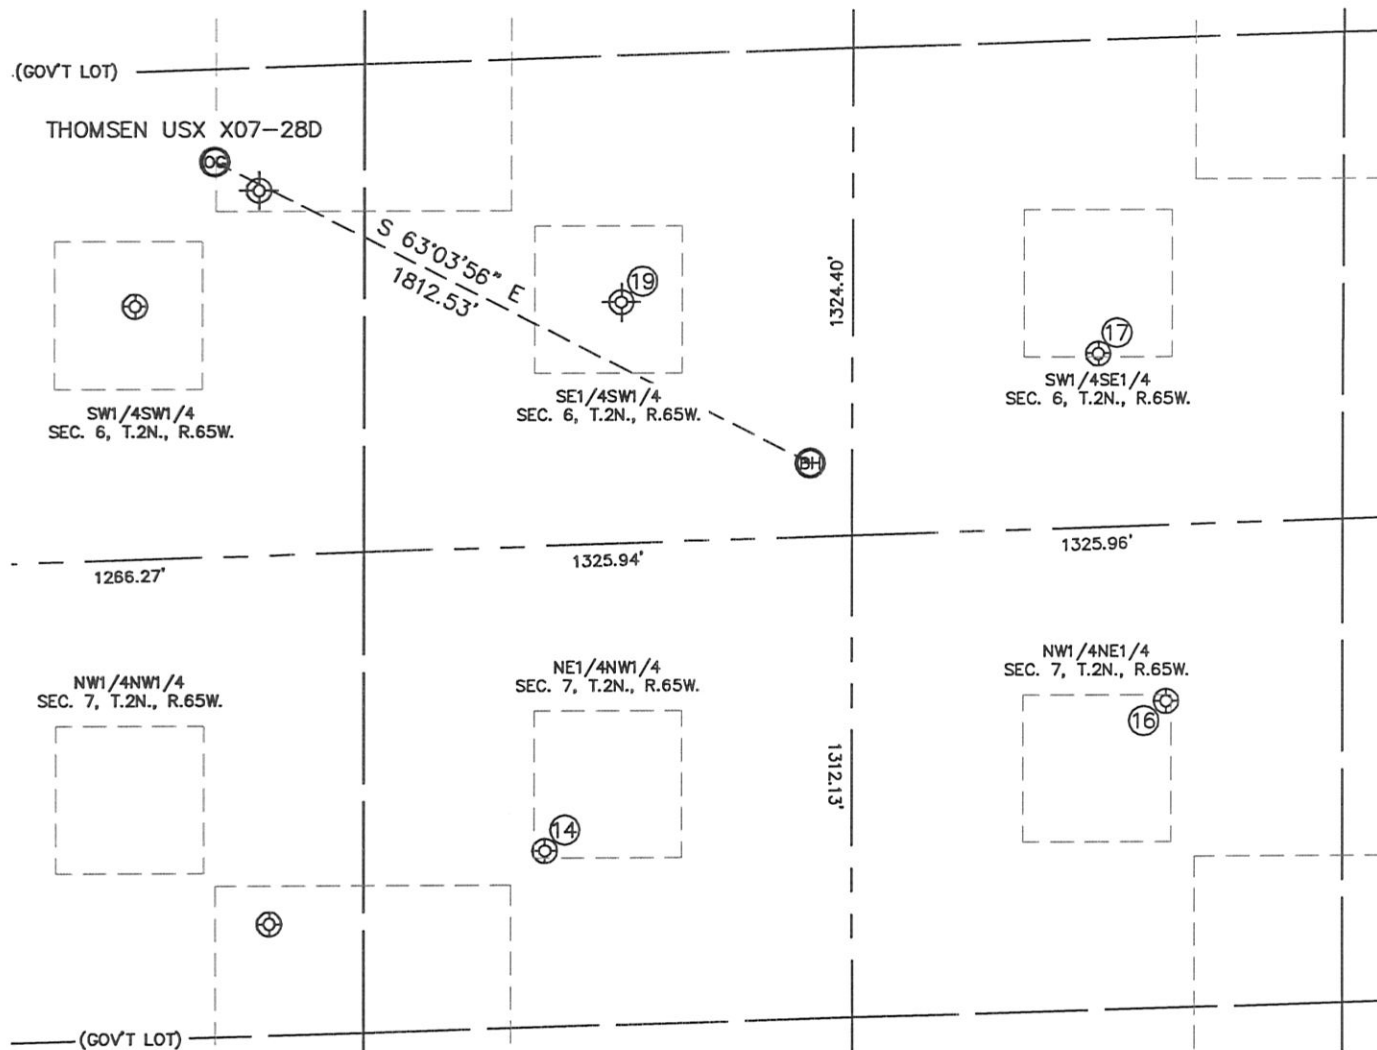 (GOV'T LOT)
THOMSEN USX X07-28D
OG
S 63°03'56" E
1812.53'
19
1324.40'
17
SW1/4SW1/4
SEC. 6, T.2N., R.65W.
SE1/4SW1/4
SEC. 6, T.2N., R.65W.
SW1/4SE1/4
SEC. 6, T.2N., R.65W.
BH
1266.27'
1325.94'
1325.96'
NW1/4NW1/4
SEC. 7, T.2N., R.65W.
NE1/4NW1/4
SEC. 7, T.2N., R.65W.
NW1/4NE1/4
SEC. 7, T.2N., R.65W.
16
1312.13'
14
(GOV'T LOT)